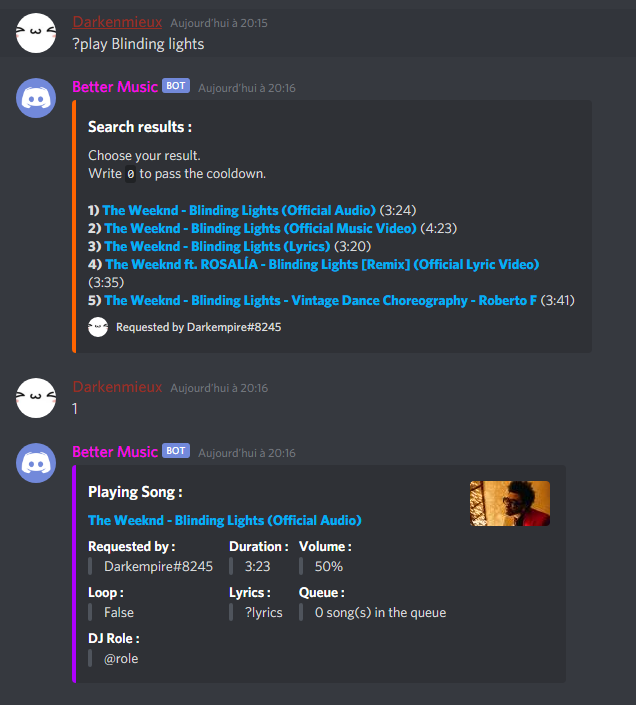 Darkenmieux Aujourd'hui à 20:15
?play Blinding lights
Better Music BOT Aujourd'hui à 20:16
Search results :
Choose your result.
Write 0 to pass the cooldown.
1) The Weeknd - Blinding Lights (Official Audio) (3:24)
2) The Weeknd - Blinding Lights (Official Music Video) (4:23)
3) The Weeknd - Blinding Lights (Lyrics) (3:20)
4) The Weeknd ft. ROSALÍA - Blinding Lights [Remix] (Official Lyric Video)
(3:35)
5) The Weeknd - Blinding Lights - Vintage Dance Choreography - Roberto F (3:41)
Requested by Darkempire#8245
Darkenmieux Aujourd'hui à 20:16
1
Better Music BOT Aujourd'hui à 20:16
Playing Song :
The Weeknd - Blinding Lights (Official Audio)
Requested by : Duration : Volume :
Darkempire#8245 3:23 50%
Loop : Lyrics : Queue :
False ?lyrics 0 song(s) in the queue
DJ Role :
@role